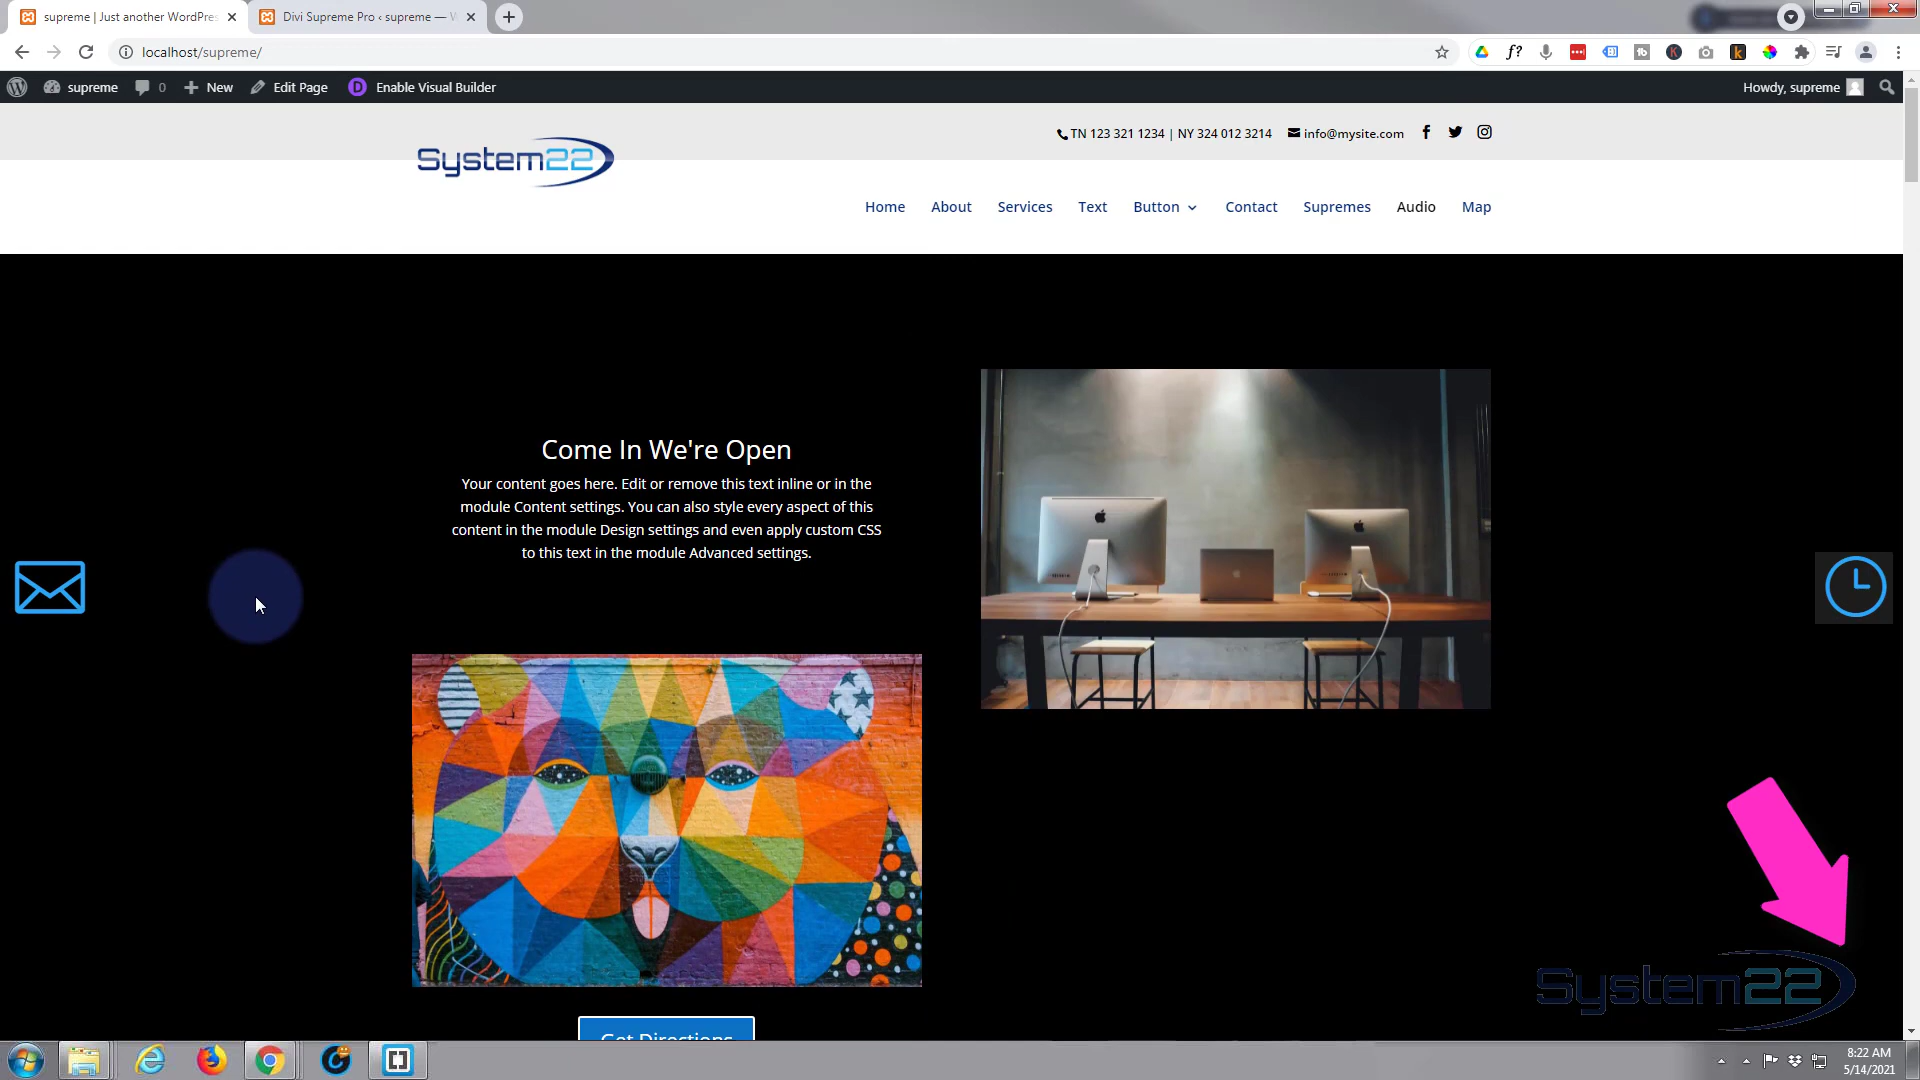 supreme | Just another WordPres
Divi Supreme Pro ‹ supreme — W
localhost/supreme/
supreme
0
New
Edit Page
Enable Visual Builder
Howdy, supreme
System22
TN 123 321 1234 | NY 324 012 3214
info@mysite.com
Home
About
Services
Text
Button
Contact
Supremes
Audio
Map
Come In We're Open
Your content goes here. Edit or remove this text inline or in the
module Content settings. You can also style every aspect of this
content in the module Design settings and even apply custom CSS
to this text in the module Advanced settings.
Get Directions
System22
8:22 AM
5/14/2021